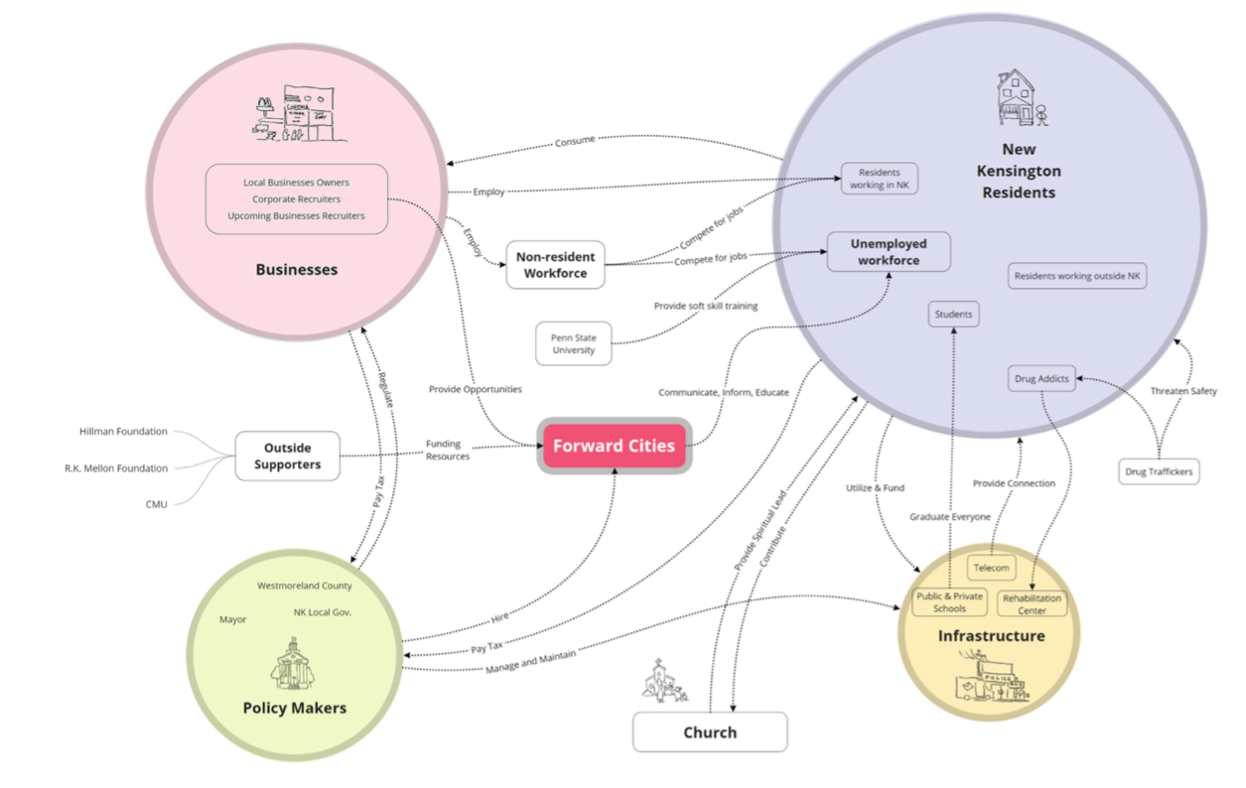 CINEMA
Local Businesses Owners
Corporate Recruiters
Upcoming Businesses Recruiters
Businesses
Consume
Employ
Employ
Non-resident
Workforce
Compete for jobs
Compete for jobs
Penn State
University
Provide soft skill training
New
Kensington
Residents
Residents
working in NK
Unemployed
workforce
Residents working outside NK
Students
Drug Addicts
Threaten Safety
Drug Traffickers
Regulate
Pay Tax
Provide Opportunities
Communicate, Inform, Educate
Hillman Foundation
R.K. Mellon Foundation
CMU
Outside
Supporters
Funding
Resources
Forward Cities
Utilize & Fund
Provide Connection
Graduate Everyone
Provide Spiritual Lead
Contribute
Westmoreland County
NK Local Gov.
Mayor
Policy Makers
Hire
Pay Tax
Manage and Maintain
Church
Telecom
Public & Private
Schools
Rehabilitation
Center
Infrastructure
POLICE